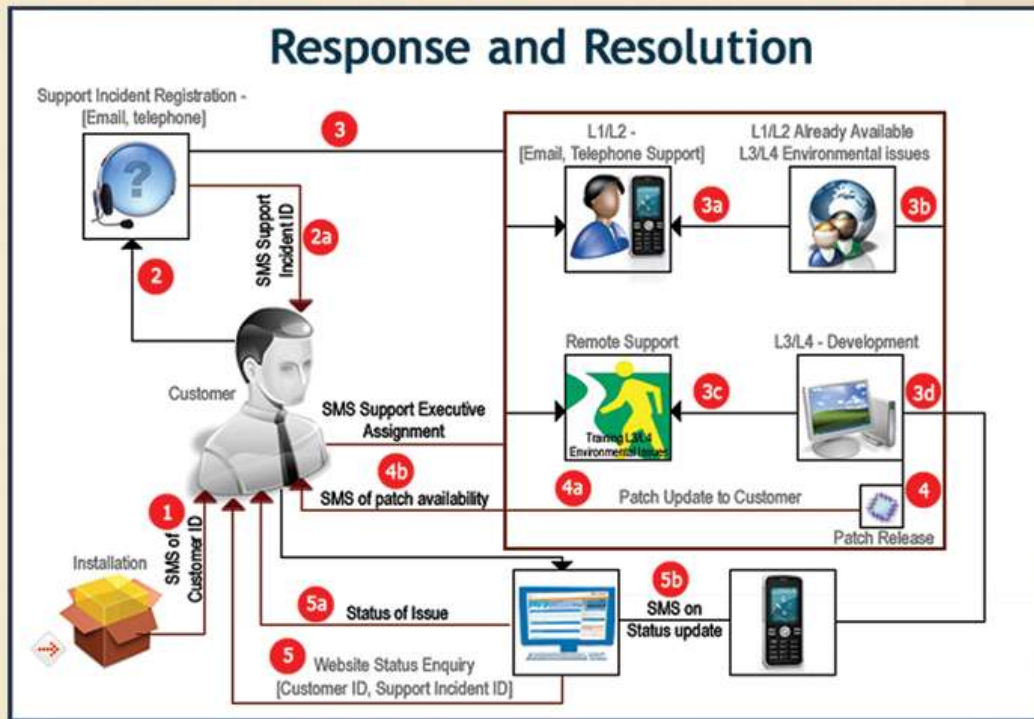 Response and Resolution
Support Incident Registration -
[Email, telephone]
3
L1/L2 -
[Email, Telephone Support]
L1/L2 Already Available
L3/L4 Environmental issues
?
3a
3b
2a
SMS Support
Incident ID
2
Customer
Remote Support
L3/L4 - Development
SMS Support Executive
Assignment
3c
3d
Training L3/L4
Environmental Issues
4b
SMS of patch availability
4a
Patch Update to Customer
4
Patch Release
1
SMS of
Customer ID
Installation
5a
Status of Issue
5b
SMS on
Status update
5
Website Status Enquiry
[Customer ID, Support Incident ID]